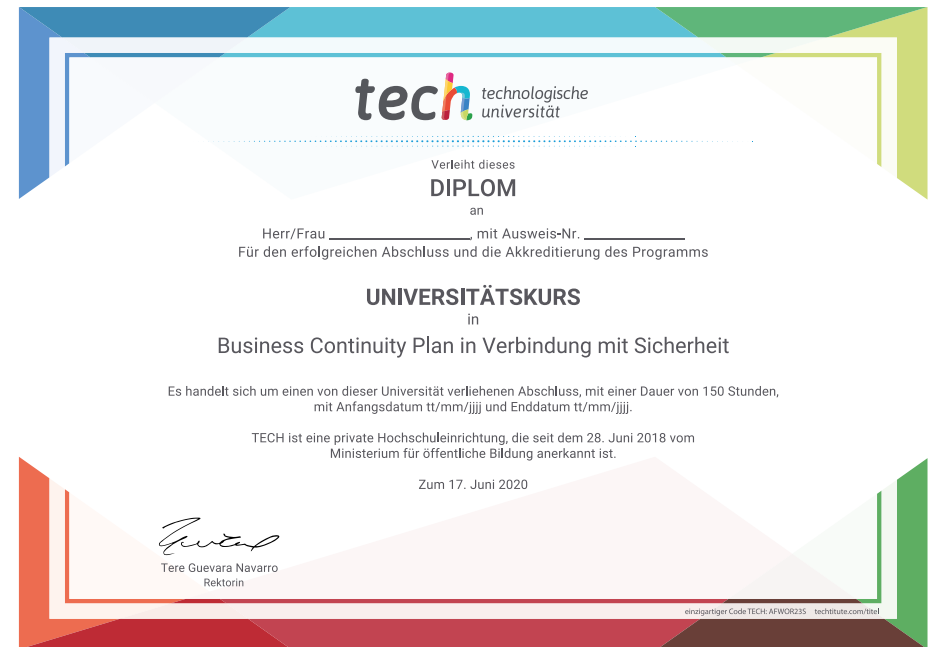 tech technologische
universität
Verleiht dieses
DIPLOM
an
Herr/Frau ____________________, mit Ausweis-Nr. ______________
Für den erfolgreichen Abschluss und die Akkreditierung des Programms
UNIVERSITÄTSKURS
in
Business Continuity Plan in Verbindung mit Sicherheit
Es handelt sich um einen von dieser Universität verliehenen Abschluss, mit einer Dauer von 150 Stunden,
mit Anfangsdatum tt/mm/jjjj und Enddatum tt/mm/jjjj.
TECH ist eine private Hochschuleinrichtung, die seit dem 28. Juni 2018 vom
Ministerium für öffentliche Bildung anerkannt ist.
Zum 17. Juni 2020
Tere Guevara Navarro
Rektorin
einzigartiger Code TECH: AFWOR23S techtitute.com/titel